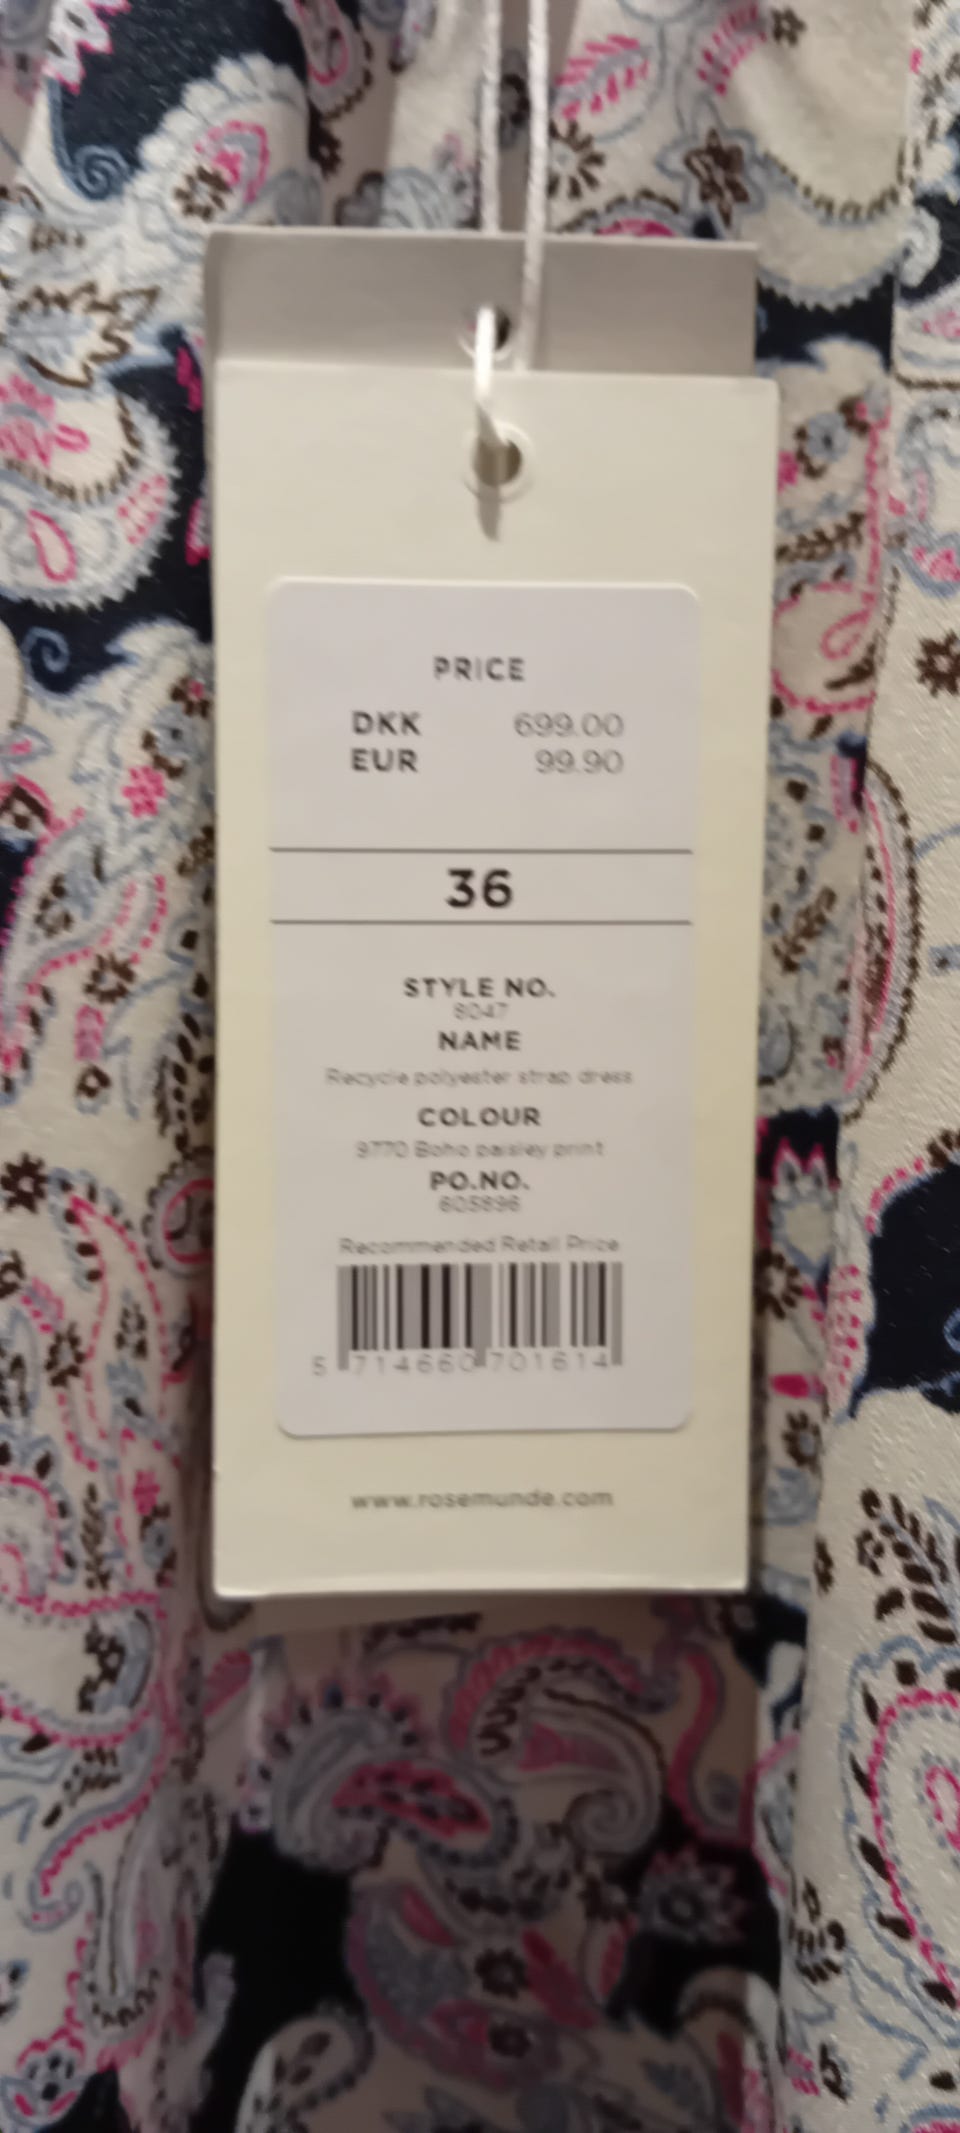 PRICE
DKK 699.00
EUR 99.90
36
STYLE NO.
8047
NAME
Recycle polyester strap dress
COLOUR
9770 Boho paisley print
PO.NO.
605896
Recommended Retail Price
5 714660 701614
www.rosemunde.com